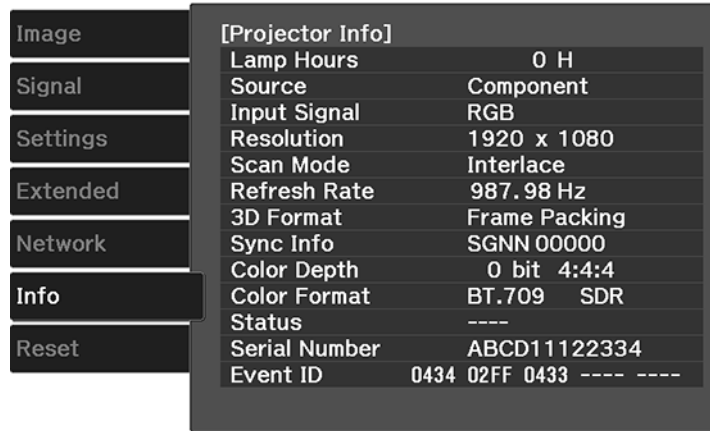 Image
Signal
Settings
Extended
Network
Info
Reset
[Projector Info]
Lamp Hours 0 H
Source Component
Input Signal RGB
Resolution 1920 x 1080
Scan Mode Interlace
Refresh Rate 987.98 Hz
3D Format Frame Packing
Sync Info SGNN 00000
Color Depth 0 bit 4:4:4
Color Format BT.709 SDR
Status ----
Serial Number ABCD11122334
Event ID 0434 02FF 0433 ---- ----